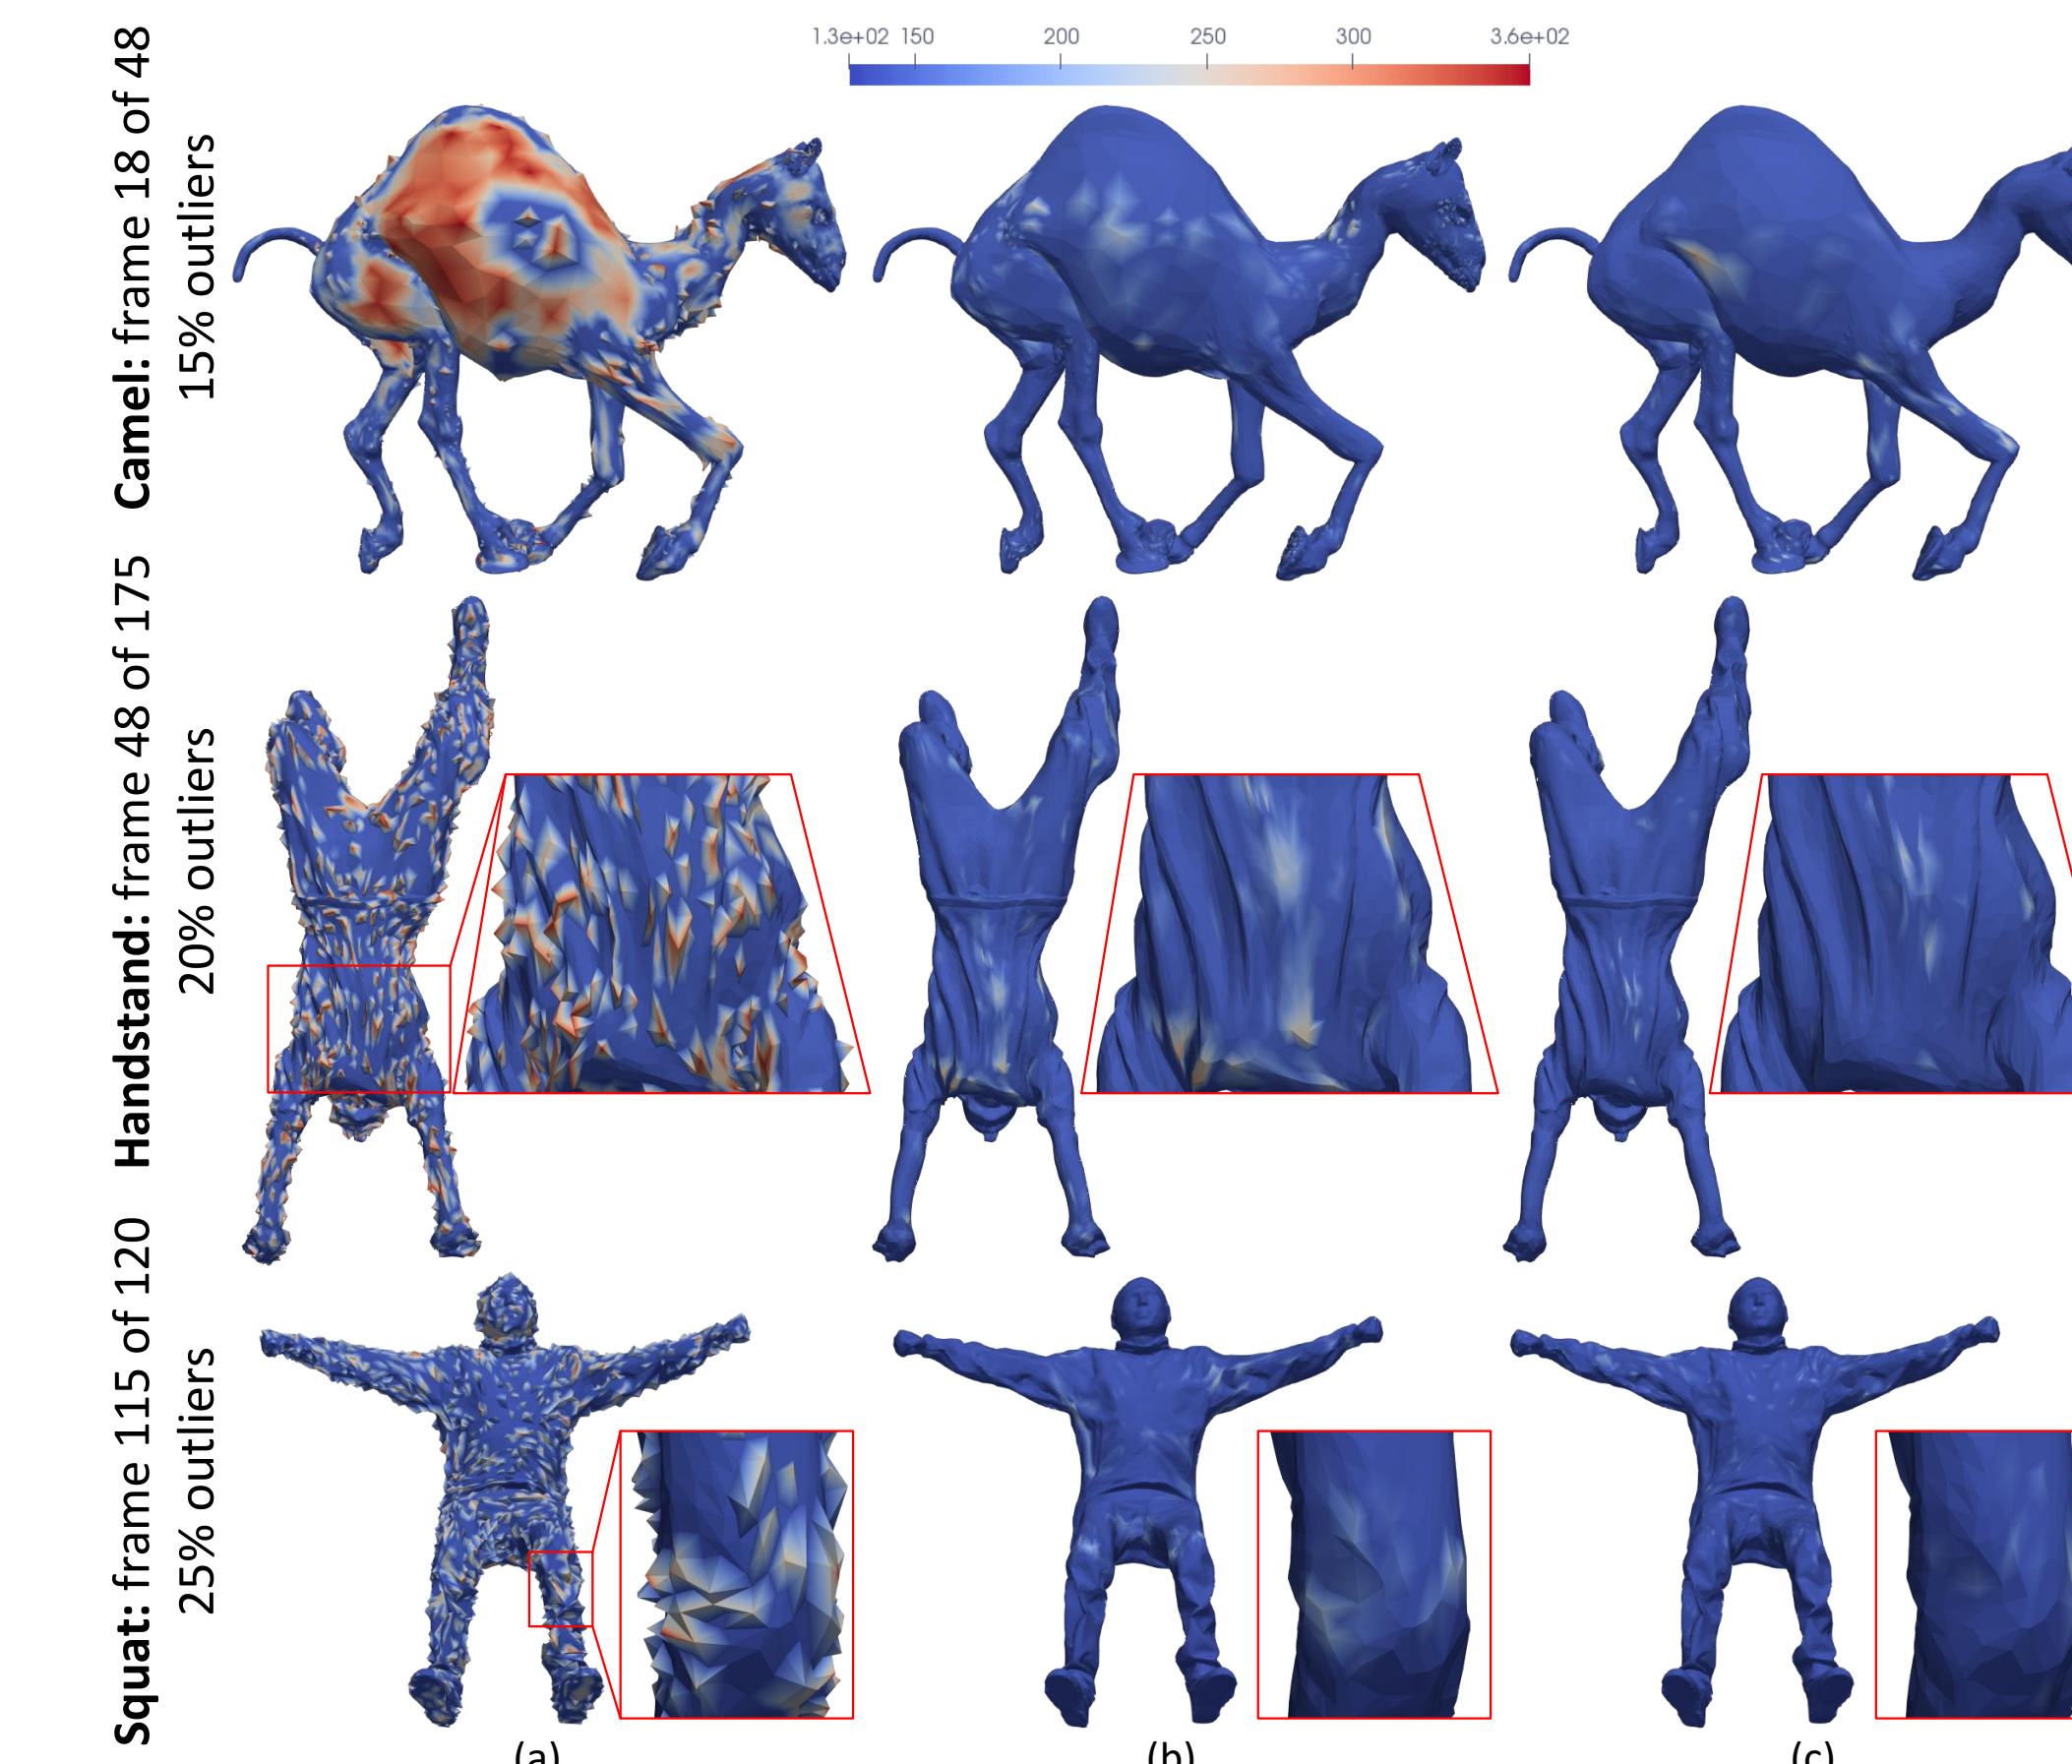 1.3e+02 150 200 250 300 3.6e+02
Camel: frame 18 of 48
15% outliers
Handstand: frame 48 of 175
20% outliers
Squat: frame 115 of 120
25% outliers
(a) (b) (c)